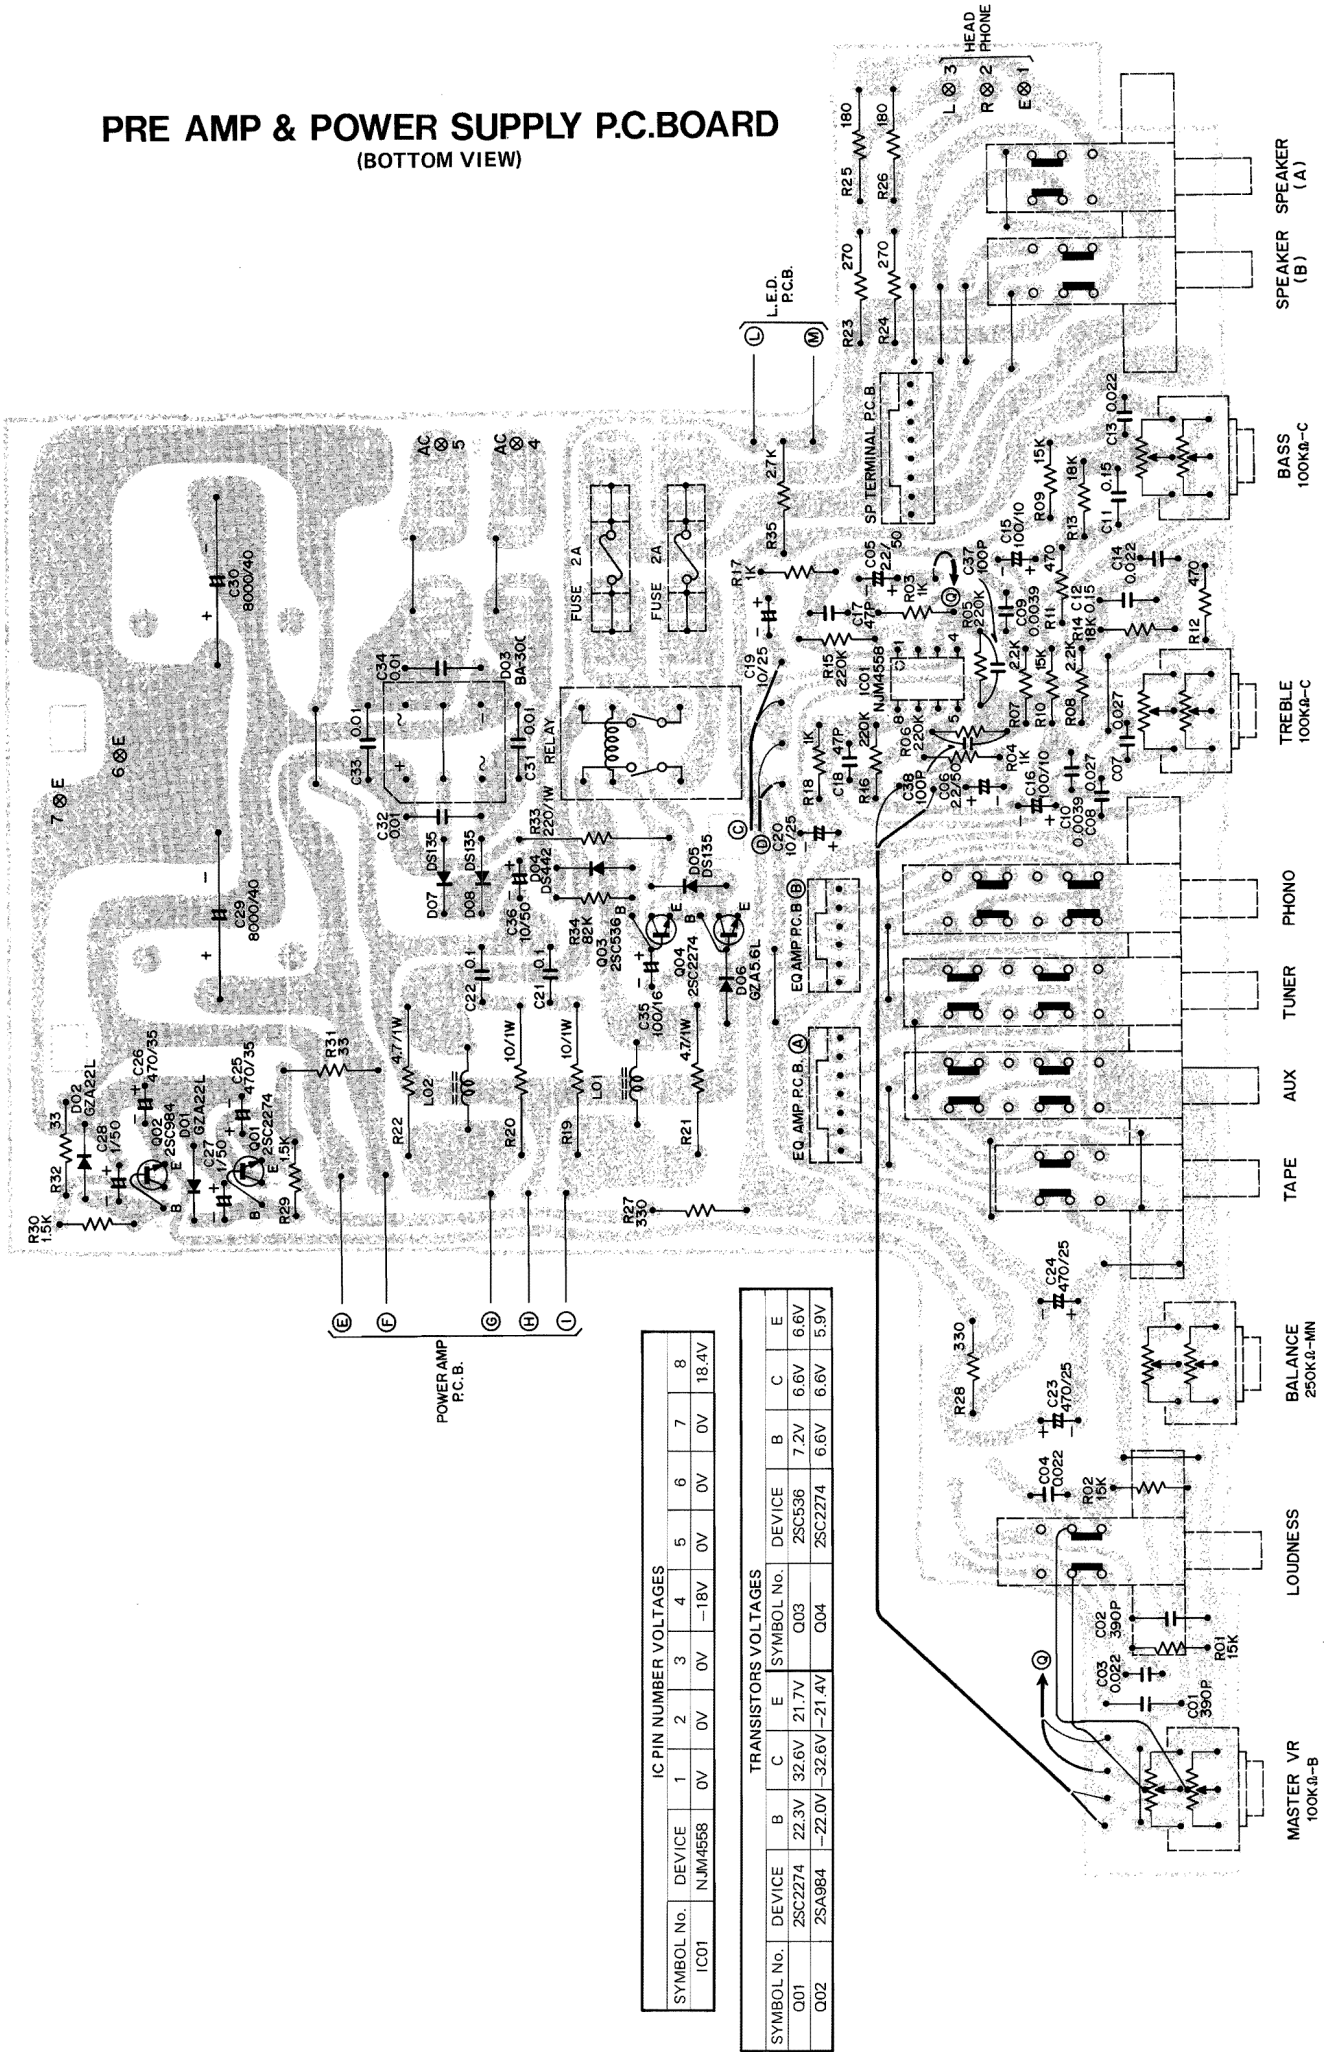 PRE AMP & POWER SUPPLY P.C.BOARD
(BOTTOM VIEW)
HEAD PHONE
L 3
R 2
E 1
R25 180
R26 180
R23 270
R24 270
L.E.D. P.C.B.
L
M
SPEAKER (A)
SPEAKER (B)
SP TERMINAL P.C.B.
BASS
100KΩ-C
TREBLE
100KΩ-C
PHONO
TUNER
AUX
TAPE
BALANCE
250KΩ-MN
LOUDNESS
MASTER VR
100KΩ-B
7 E
6 E
AC 5
AC 4
C30
8000/40
C29
8000/40
FUSE 2A
FUSE 2A
C34
0.01
C33 0.01
D03
BA-30C
C31 0.01
RELAY
C32
0.01
R33
220/1W
D07 DS135
D08 DS135
D04
DS442
D05
DS135
C36
10/50
R34
82K
Q03
2SC536
B
E
Q04
2SC2274
B
E
D06
GZA5.6L
C35
100/16
C22 0.1
C21 0.1
R22 4.7/1W
L02
R20 10/1W
R19 10/1W
L01
R21 4.7/1W
R31
33
R32 33
D02
GZA22L
C26
470/35
C28
1/50
Q02
2SC984
B
E
D01
GZA22L
C25
470/35
C27
1/50
Q01
2SC2274
B
E
R29
1.5K
R30
1.5K
R27
330
POWER AMP P.C.B.
E
F
G
H
I
R35 2.7K
R17
1K
C19
10/25
C05
2.2/50
R03
1K
C17
47P
R15
220K
IC01
NJM4558
1
4
5
8
Q
C37
100P
R05
220K
C15
100/10
R09 15K
R13 18K
C11 0.15
C13 0.022
C09
0.0039
R11 470
C14
0.022
C12
0.15
R14
18K
R12 470
R07 2.2K
R10 15K
R08 2.2K
C07 0.027
R18 1K
C18 47P
R16 220K
R06
220K
C38
100P
C06
2.2/50
R04
1K
C16
100/10
C10
0.0039
C08 0.027
C
D
C20
10/25
EQ AMP P.C.B B
EQ AMP P.C.B. A
R28 330
C24
470/25
C23
470/25
C04
0.022
R02
15K
C02
390P
R01
15K
C03
0.022
C01
390P
Q
IC PIN NUMBER VOLTAGES
SYMBOL No. DEVICE 1 2 3 4 5 6 7 8
IC01 NJM4558 0V 0V 0V −18V 0V 0V 0V 18.4V
TRANSISTORS VOLTAGES
SYMBOL No. DEVICE B C E SYMBOL No. DEVICE B C E
Q01 2SC2274 22.3V 32.6V 21.7V Q03 2SC536 7.2V 6.6V 6.6V
Q02 2SA984 −22.0V −32.6V −21.4V Q04 2SC2274 6.6V 6.6V 5.9V